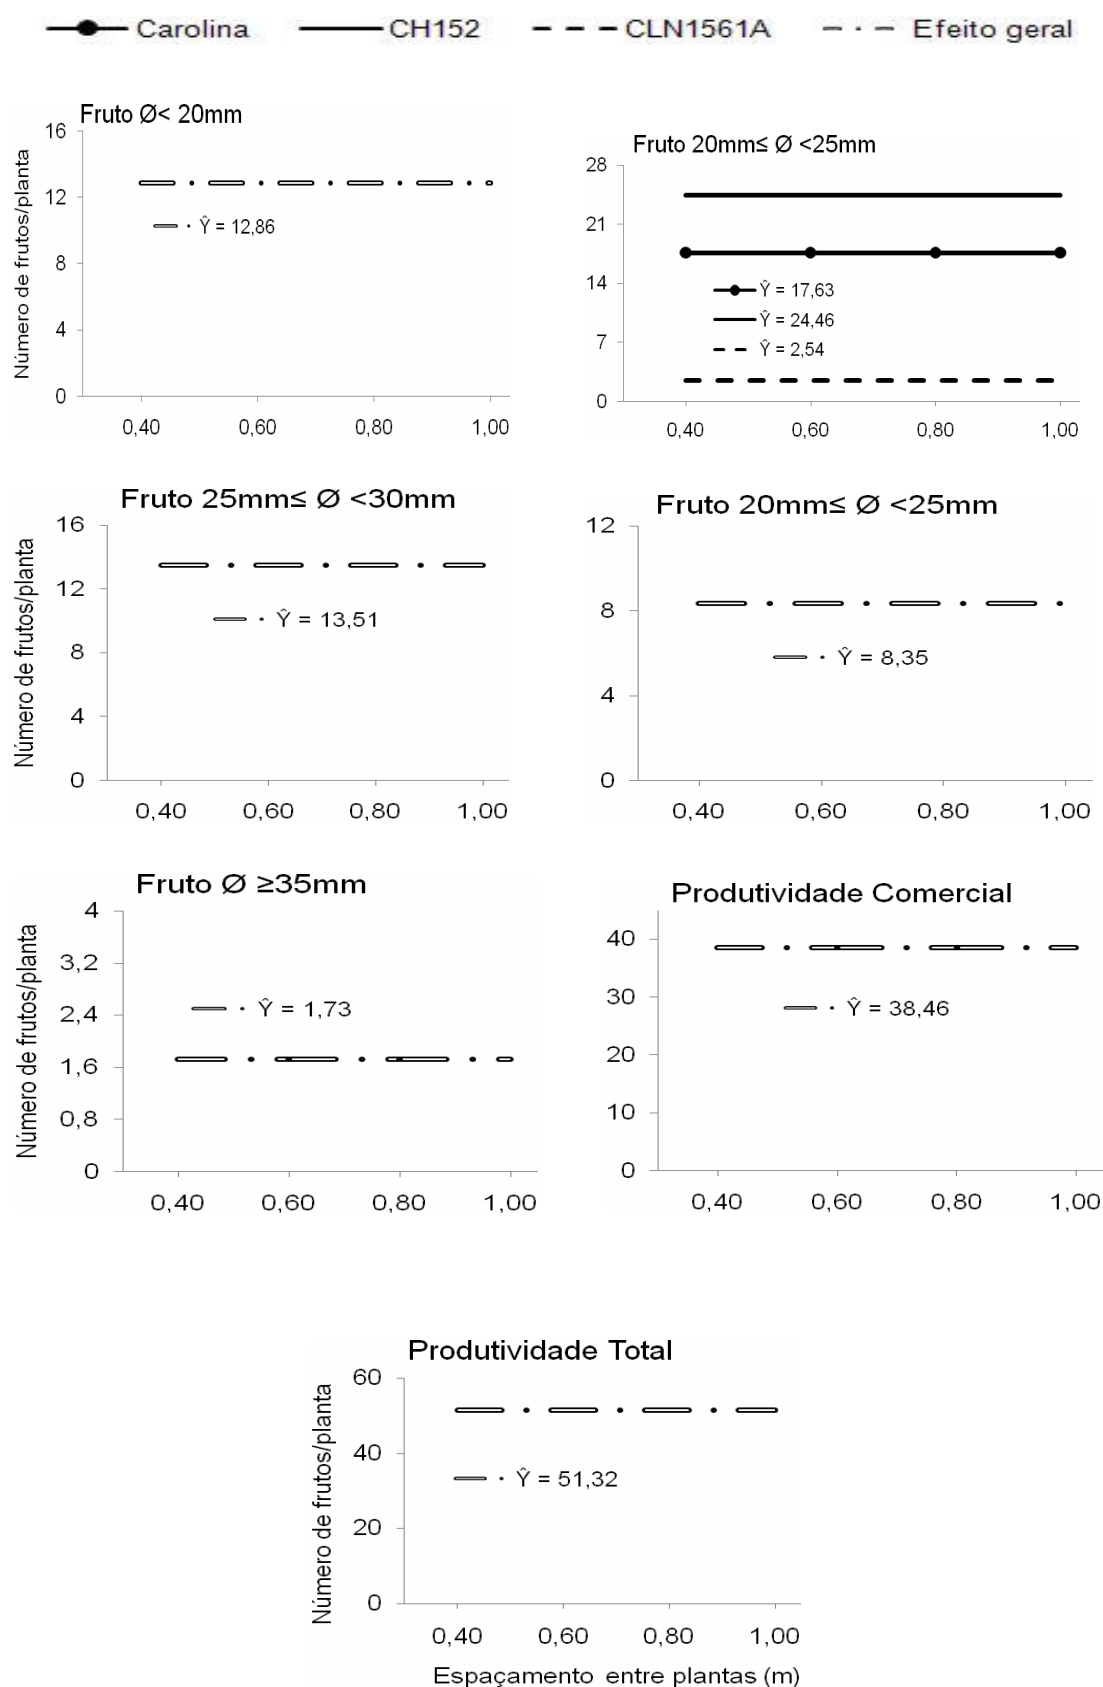 Carolina CH152 CLN1561A Efeito geral
Fruto Ø< 20mm
Número de frutos/planta
16
12
8
4
0
Ŷ = 12,86
0,40 0,60 0,80 1,00
Fruto 20mm≤ Ø <25mm
28
21
14
7
0
Ŷ = 17,63
Ŷ = 24,46
Ŷ = 2,54
0,40 0,60 0,80 1,00
Fruto 25mm≤ Ø <30mm
Número de frutos/planta
16
12
8
4
0
Ŷ = 13,51
0,40 0,60 0,80 1,00
Fruto 20mm≤ Ø <25mm
12
8
4
0
Ŷ = 8,35
0,40 0,60 0,80 1,00
Fruto Ø ≥35mm
Número de frutos/planta
4
3,2
2,4
1,6
0,8
0
Ŷ = 1,73
0,40 0,60 0,80 1,00
Produtividade Comercial
40
30
20
10
0
Ŷ = 38,46
0,40 0,60 0,80 1,00
Produtividade Total
Número de frutos/planta
60
40
20
0
Ŷ = 51,32
0,40 0,60 0,80 1,00
Espaçamento entre plantas (m)